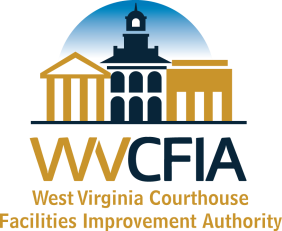 WVCFIA
West Virginia Courthouse
Facilities Improvement Authority